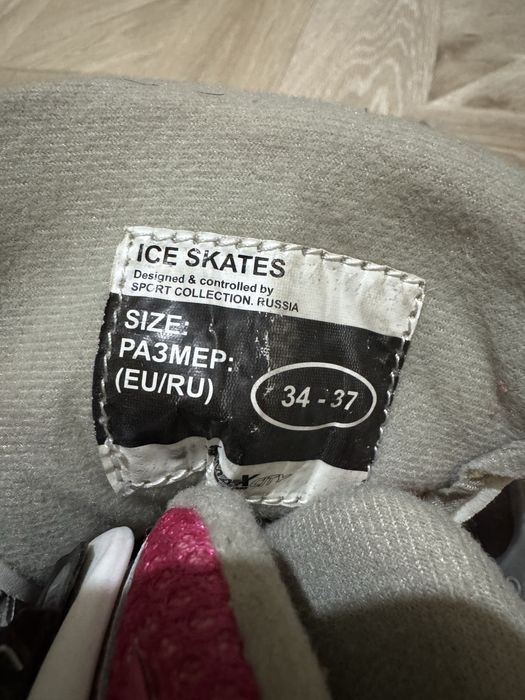 ICE SKATES
Designed & controlled by
SPORT COLLECTION. RUSSIA
SIZE:
РАЗМЕР:
(EU/RU)
34 - 37